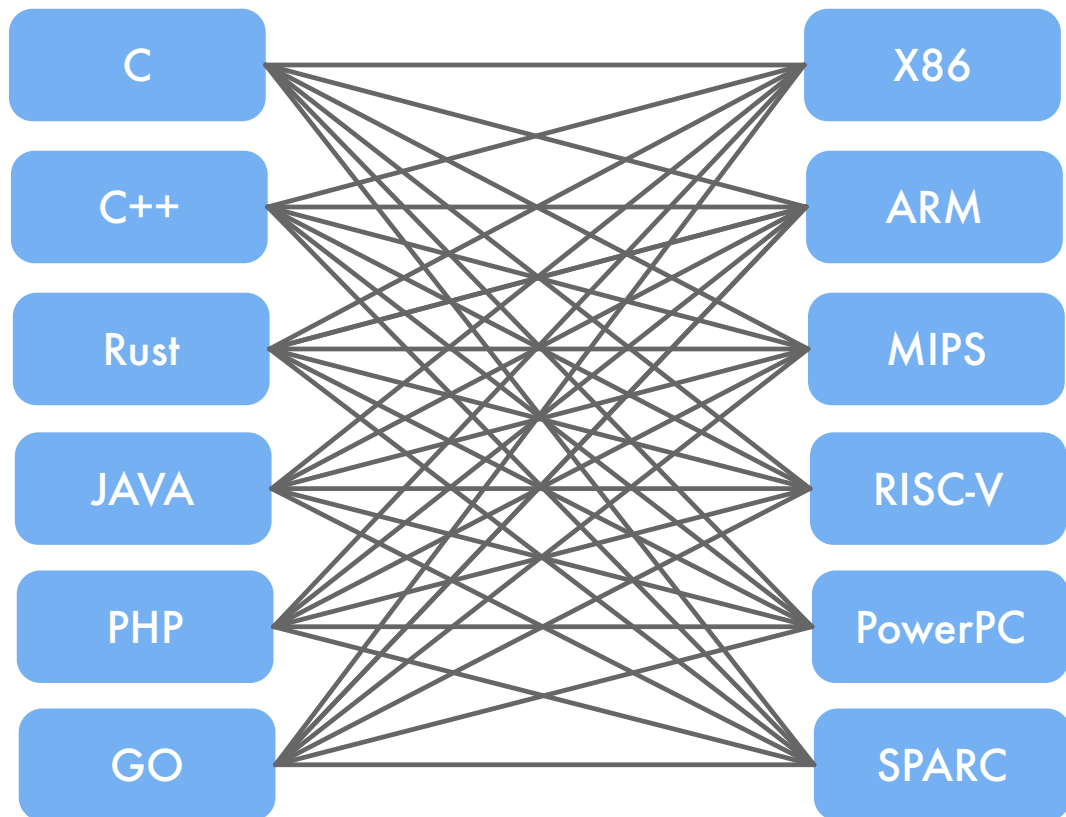 C
X86
C++
ARM
Rust
MIPS
JAVA
RISC-V
PHP
PowerPC
GO
SPARC